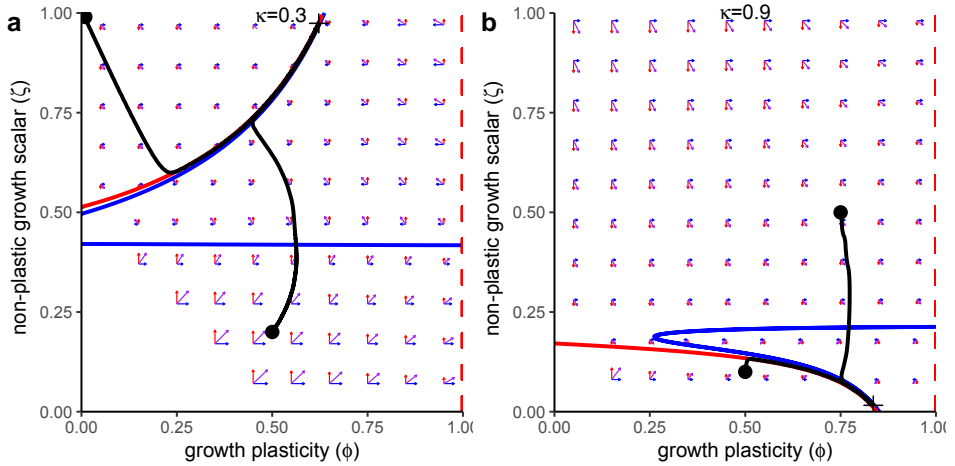 a
κ=0.3
non-plastic growth scalar (ζ)
1.00
0.75
0.50
0.25
0.00
0.00 0.25 0.50 0.75 1.00
growth plasticity (ϕ)
b
κ=0.9
non-plastic growth scalar (ζ)
1.00
0.75
0.50
0.25
0.00
0.00 0.25 0.50 0.75 1.00
growth plasticity (ϕ)